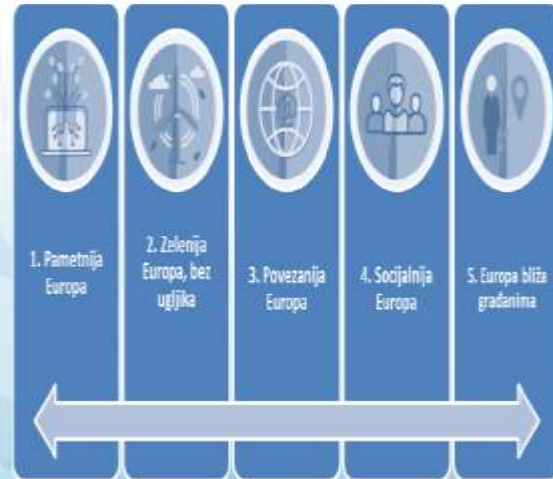 1. Pametnija
Europa
2. Zelenija
Europa, bez
ugljika
3. Povezanija
Europa
4. Socijalnija
Europa
5. Europa bliža
građanima